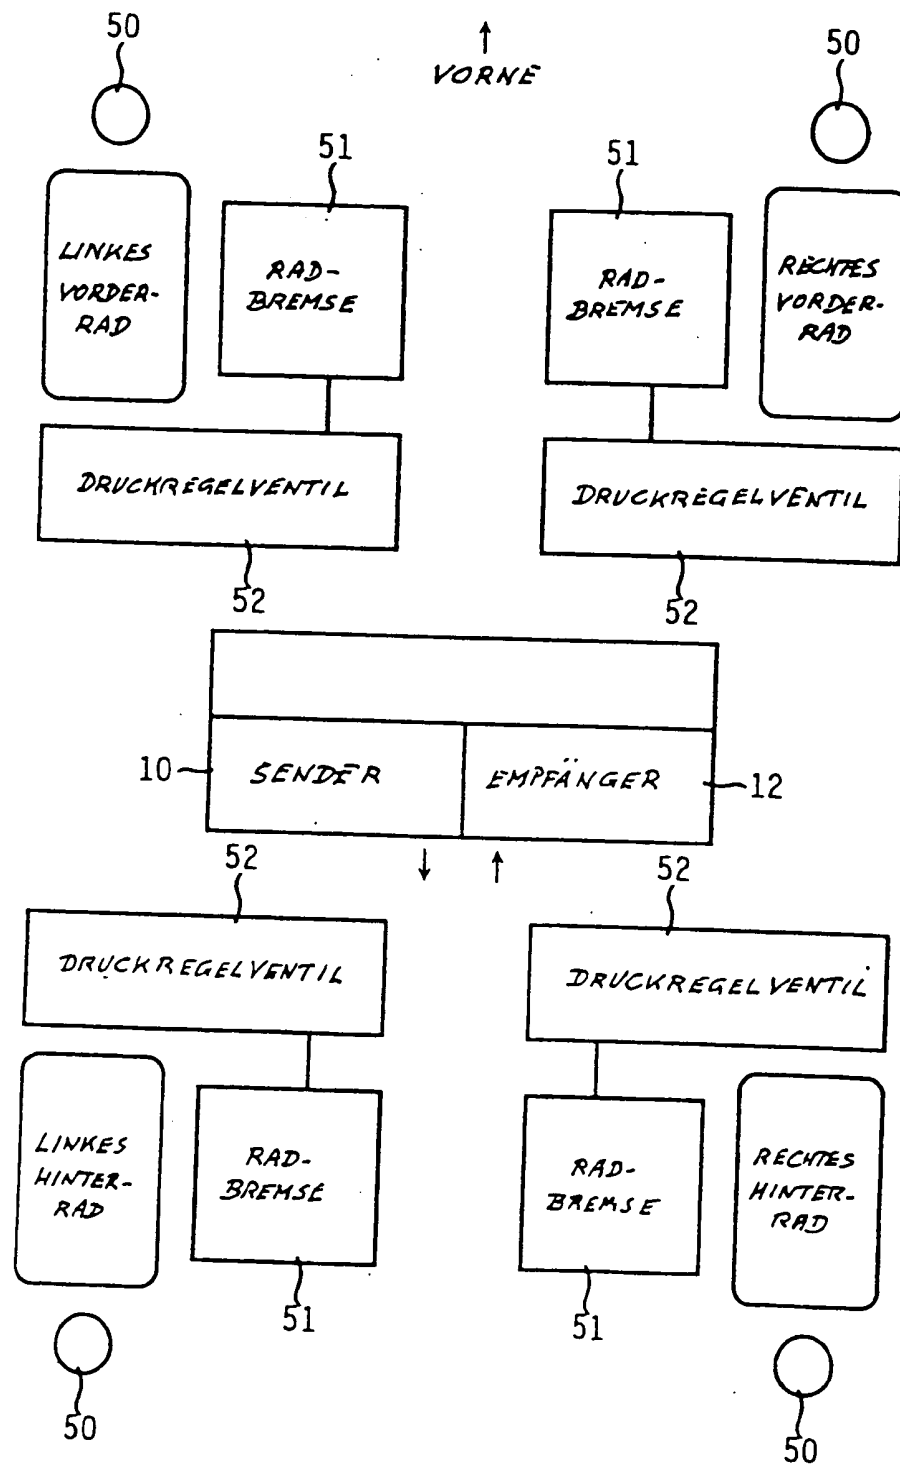 50
↑
50
VORNE
51
51
LINKES
VORDER-
RAD
RAD-
BREMSE
RAD-
BREMSE
RECHTES
VORDER-
RAD
DRUCKREGELVENTIL
DRUCKREGELVENTIL
52
52
10
SENDER
EMPFÄNGER
12
52
↓ ↑
52
DRUCKREGELVENTIL
DRUCKREGELVENTIL
LINKES
HINTER-
RAD
RAD-
BREMSE
RAD-
BREMSE
RECHTES
HINTER-
RAD
51
51
50
50